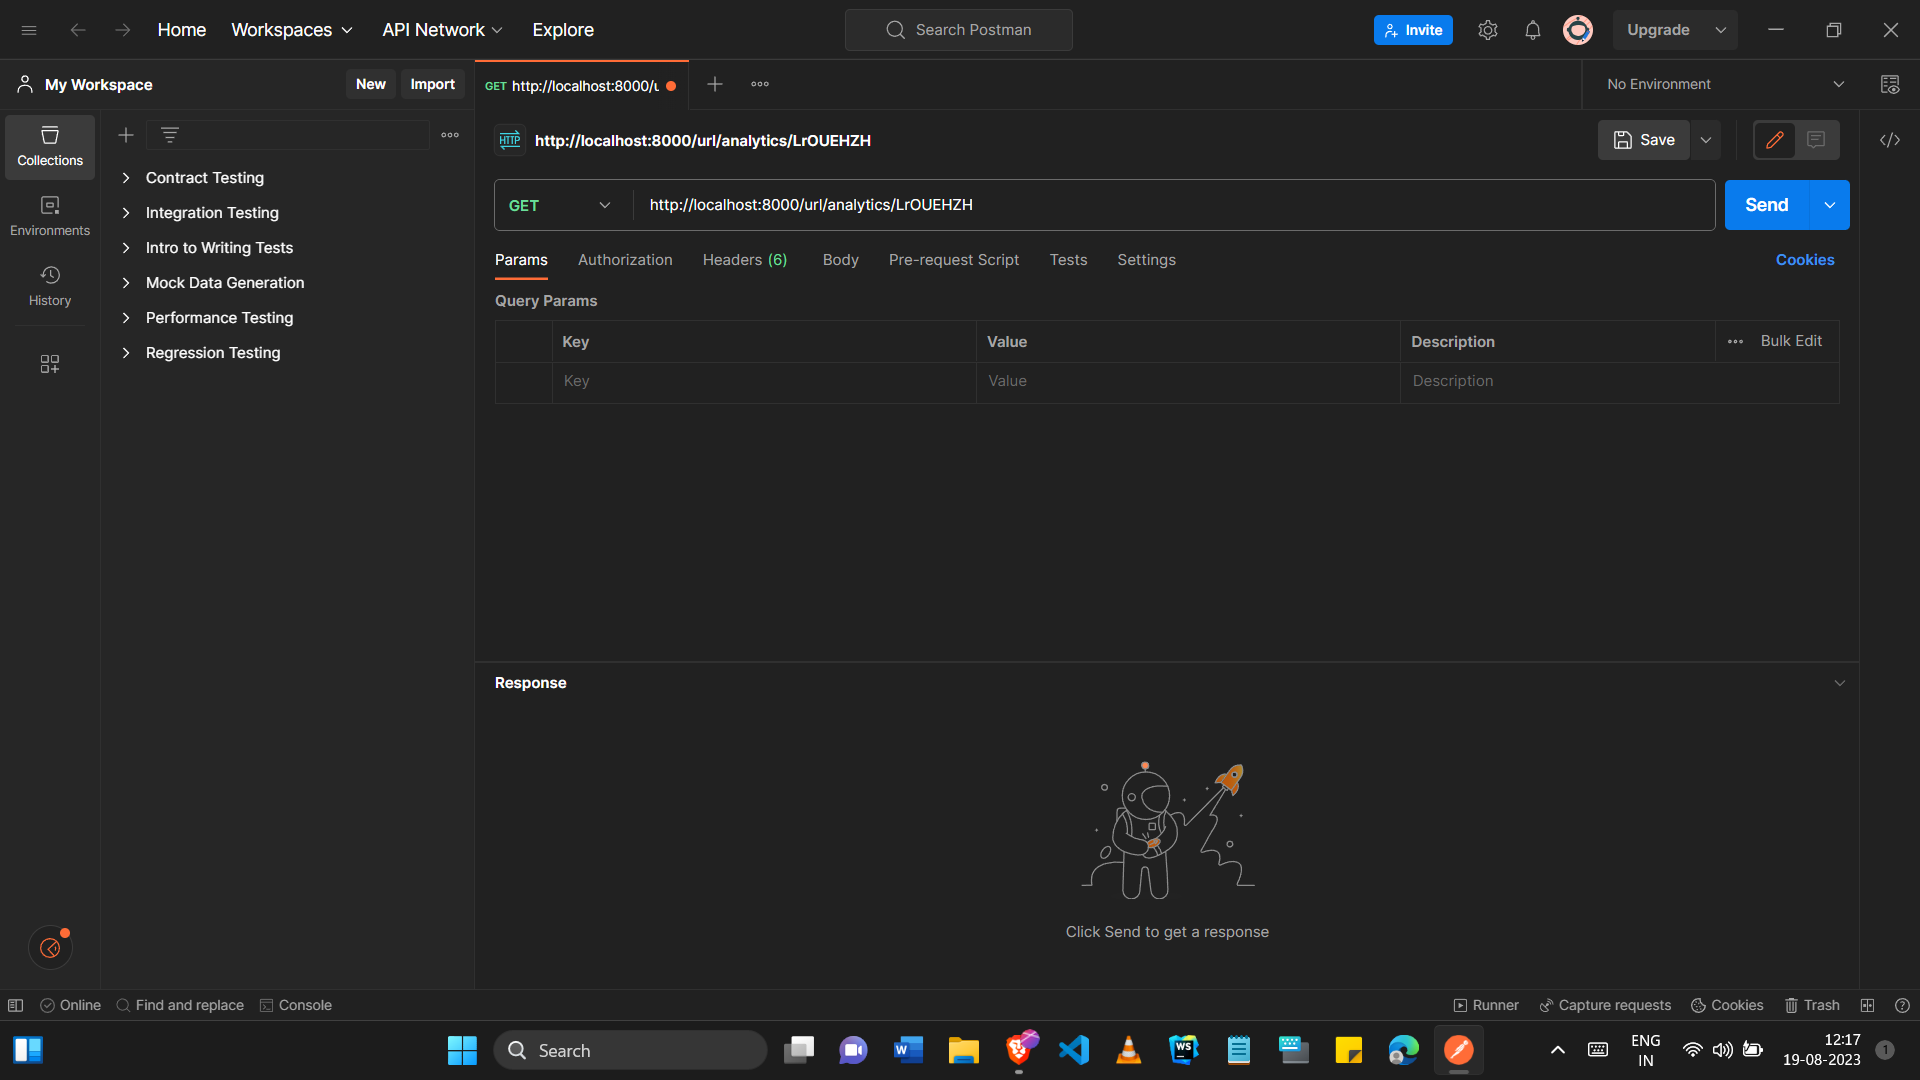 Home
Workspaces
API Network
Explore
Search Postman
Invite
Upgrade
My Workspace
New
Import
GET http://localhost:8000/u
No Environment
Collections
Environments
History
Contract Testing
Integration Testing
Intro to Writing Tests
Mock Data Generation
Performance Testing
Regression Testing
HTTP http://localhost:8000/url/analytics/LrOUEHZH
Save
GET http://localhost:8000/url/analytics/LrOUEHZH
Send
Params Authorization Headers (6) Body Pre-request Script Tests Settings Cookies
Query Params
Key Value Description Bulk Edit
Key Value Description
Response
Click Send to get a response
Online Find and replace Console Runner Capture requests Cookies Trash
Search
W
WS
ENG
IN
12:17
19-08-2023
1